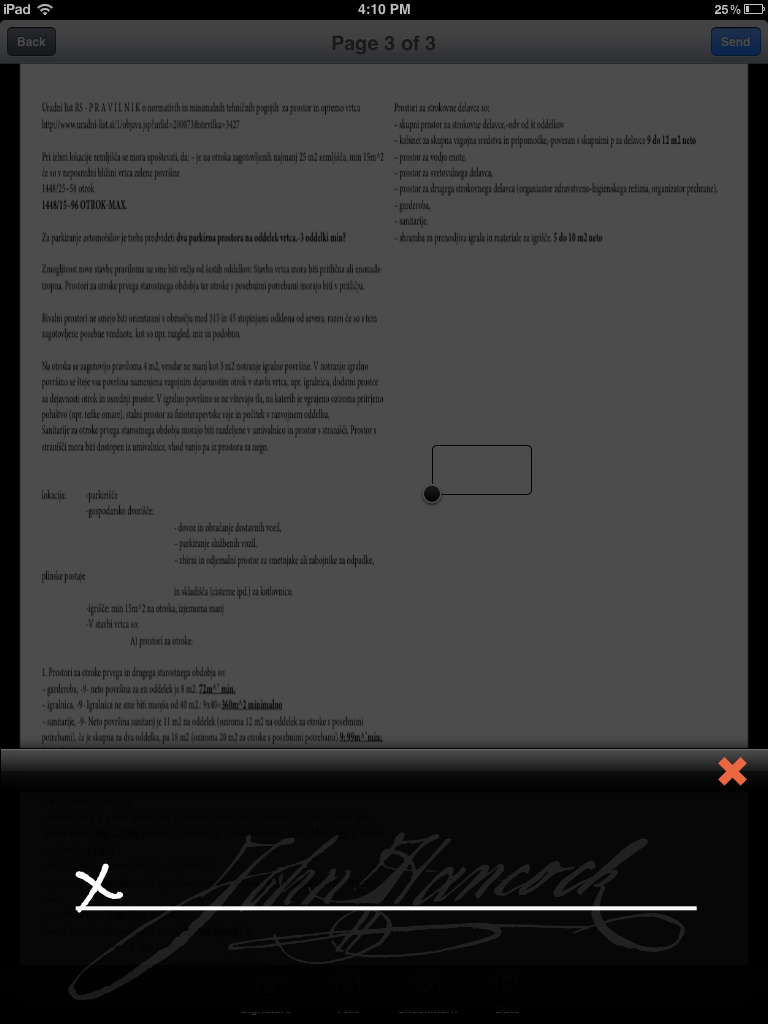 iPad 4:10 PM 25%
Back Page 3 of 3 Send
Uradni list RS - P R A V I L N I K o normativih in minimalnih tehničnih pogojih za prostor in opremo vrtca
http://www.uradni-list.si/1/objava.jsp?urlid=200073&stevilka=3427
Pri izbiri lokacije zemljišča se mora upoštevati, da: – je na otroka zagotovljenih najmanj 25 m2 zemljišča, min 15m^2
če so v neposredni bližini vrtca zelene površine
1448/25~58 otrok
1448/15~96 OTROK-MAX.
Za parkiranje avtomobilov je treba predvideti dva parkirna prostora na oddelek vrtca.-3 oddelki min?
Zmogljivost nove stavbe praviloma ne sme biti večja od šestih oddelkov. Stavba vrtca mora biti pritlična ali enonads-
tropna. Prostori za otroke prvega starostnega obdobja ter otroke s posebnimi potrebami morajo biti v pritličju.
Bivalni prostori ne smejo biti orientirani v območju med 315 in 45 stopinjami odklona od severa, razen če so s tem
zagotovljene posebne vrednote, kot so npr. razgled, mir in podobno.
Na otroka se zagotovijo praviloma 4 m2, vendar ne manj kot 3 m2 notranje igralne površine. V notranjo igralno
površino se šteje vsa površina namenjena vzgojnim dejavnostim otrok v stavbi vrtca, npr. igralnica, dodatni prostor
za dejavnosti otrok in osrednji prostor. V igralno površino se ne vštevajo tla, na katerih je vgrajeno oziroma pritrjeno
pohištvo (npr. težke omare), stalni prostor za fizioterapevtske vaje in počitek v razvojnem oddelku.
Sanitarije za otroke prvega starostnega obdobja morajo biti razdeljene v umivalnico in prostor s stranišči. Prostor s
stranišči mora biti dostopen iz umivalnice, vhod vanjo pa iz prostora za nego.
lokacija: -parkirišče
-gospodarsko dvorišče:
- dovoz in obračanje dostavnih vozil,
– parkiranje službenih vozil,
– zbirni in odjemalni prostor za smetnjake ali zabojnike za odpadke,
plinske postaje
in skladišča (cisterne ipd.) za kotlovnico.
-igrišče: min 15m^2 na otroka, izjemoma manj
-V stavbi vrtca so:
A) prostori za otroke:
1. Prostori za otroke prvega in drugega starostnega obdobja so:
– garderoba, -9- neto površina za en oddelek je 8 m2. 72m^2 min.
– igralnica, -9- Igralnica ne sme biti manjša od 40 m2.: 9x40=360m^2 minimalno
– sanitarije, -9- Neto površina sanitarij je 11 m2 na oddelek (oziroma 12 m2 na oddelek za otroke s posebnimi
potrebami), če je skupna za dva oddelka, pa 18 m2 (oziroma 20 m2 za otroke s posebnimi potrebami).
Prostori za strokovne delavce so:
– skupni prostor za strokovne delavce,-odv od št oddelkov
– kabinet za skupna vzgojna sredstva in pripomočke,-povezan s skupnimi p za delavce 9 do 12 m2 neto
– prostor za vodjo enote,
– prostor za svetovalnega delavca,
– prostor za drugega strokovnega delavca (organizator zdravstveno-higienskega režima, organizator prehrane),
– garderoba,
– sanitarije,
– shramba za prenosljiva igrala in materiale za igrišče. 5 do 10 m2 neto
x
John Hancock